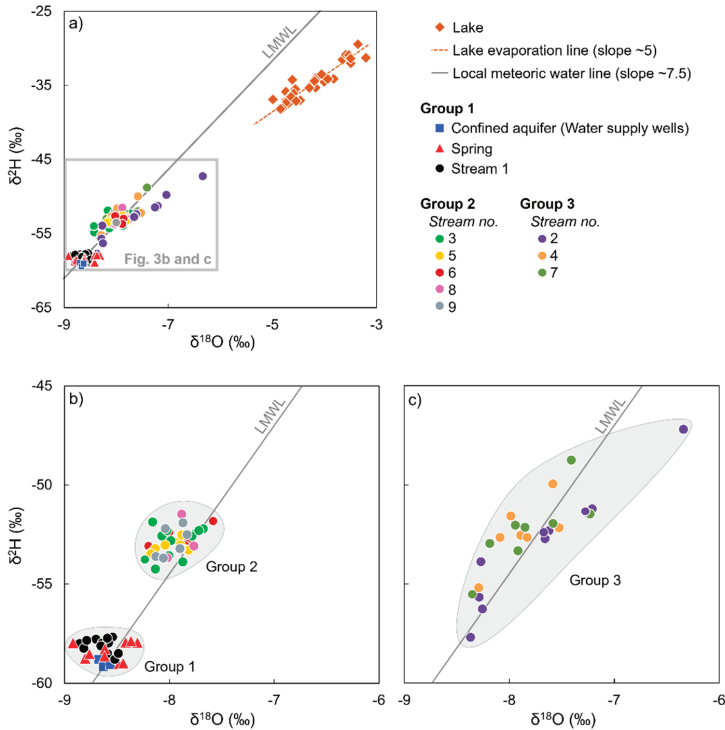 a)
-25
-35
-45
-55
-65
δ²H (‰)
LMWL
Fig. 3b and c
-9
-7
-5
-3
δ¹⁸O (‰)
Lake
Lake evaporation line (slope ~5)
Local meteoric water line (slope ~7.5)
Group 1
Confined aquifer (Water supply wells)
Spring
Stream 1
Group 2
Stream no.
3
5
6
8
9
Group 3
Stream no.
2
4
7
b)
-45
-50
-55
-60
δ²H (‰)
LMWL
Group 2
Group 1
-9
-8
-7
-6
δ¹⁸O (‰)
c)
LMWL
Group 3
-9
-8
-7
-6
δ¹⁸O (‰)